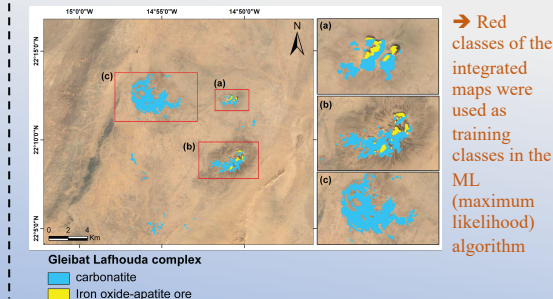 15°0'0"W 14°55'0"W 14°50'0"W
22°15'0"N
22°10'0"N
22°5'0"N
N
(c)
(a)
(b)
0 2 4
Km
(a)
(b)
(c)
Gleibat Lafhouda complex
carbonatite
Iron oxide-apatite ore
➔ Red
classes of the
integrated
maps were
used as
training
classes in the
ML
(maximum
likelihood)
algorithm